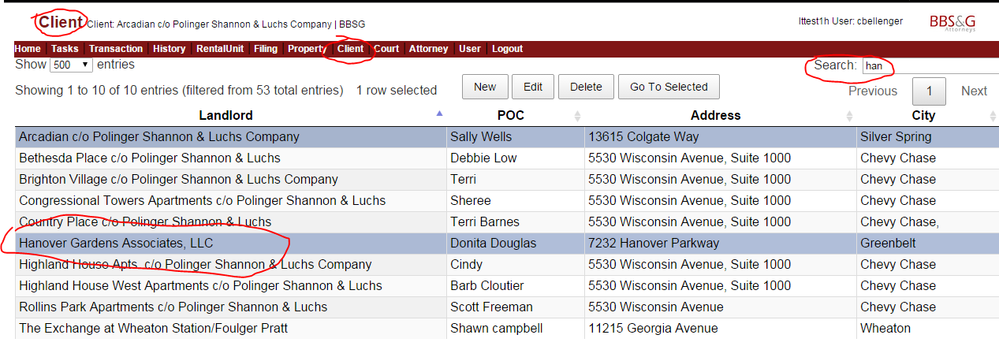 Client Client: Arcadian c/o Polinger Shannon & Luchs Company | BBSG lttest1h User: cbellenger BBS&G Attorneys
Home Tasks Transaction History RentalUnit Filing Property Client Court Attorney User Logout
Show 500 entries Search: han
Showing 1 to 10 of 10 entries (filtered from 53 total entries) 1 row selected New Edit Delete Go To Selected Previous 1 Next
Landlord POC Address City
Arcadian c/o Polinger Shannon & Luchs Company Sally Wells 13615 Colgate Way Silver Spring
Bethesda Place c/o Polinger Shannon & Luchs Debbie Low 5530 Wisconsin Avenue, Suite 1000 Chevy Chase
Brighton Village c/o Polinger Shannon & Luchs Company Terri 5530 Wisconsin Avenue, Suite 1000 Chevy Chase
Congressional Towers Apartments c/o Polinger Shannon & Luchs Sheree 5530 Wisconsin Avenue, Suite 1000 Chevy Chase
Country Place c/o Polinger Shannon & Luchs Terri Barnes 5530 Wisconsin Avenue, Suite 1000 Chevy Chase,
Hanover Gardens Associates, LLC Donita Douglas 7232 Hanover Parkway Greenbelt
Highland House Apts. c/o Polinger Shannon & Luchs Company Cindy 5530 Wisconsin Avenue, Suite 1000 Chevy Chase
Highland House West Apartments c/o Polinger Shannon & Luchs Barb Cloutier 5530 Wisconsin Avenue, Suite 1000 Chevy Chase
Rollins Park Apartments c/o Polinger Shannon & Luchs Scott Freeman 5530 Wisconsin Avenue Chevy Chase
The Exchange at Wheaton Station/Foulger Pratt Shawn campbell 11215 Georgia Avenue Wheaton